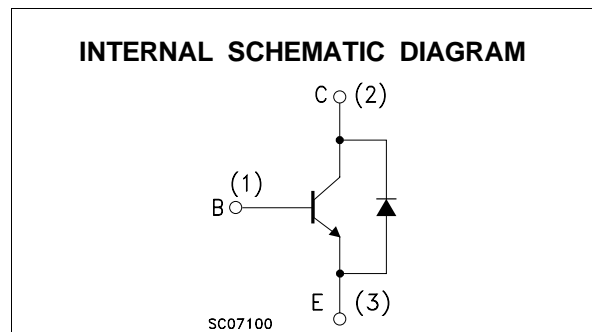 INTERNAL SCHEMATIC DIAGRAM
C (2)
(1)
B
E (3)
SC07100